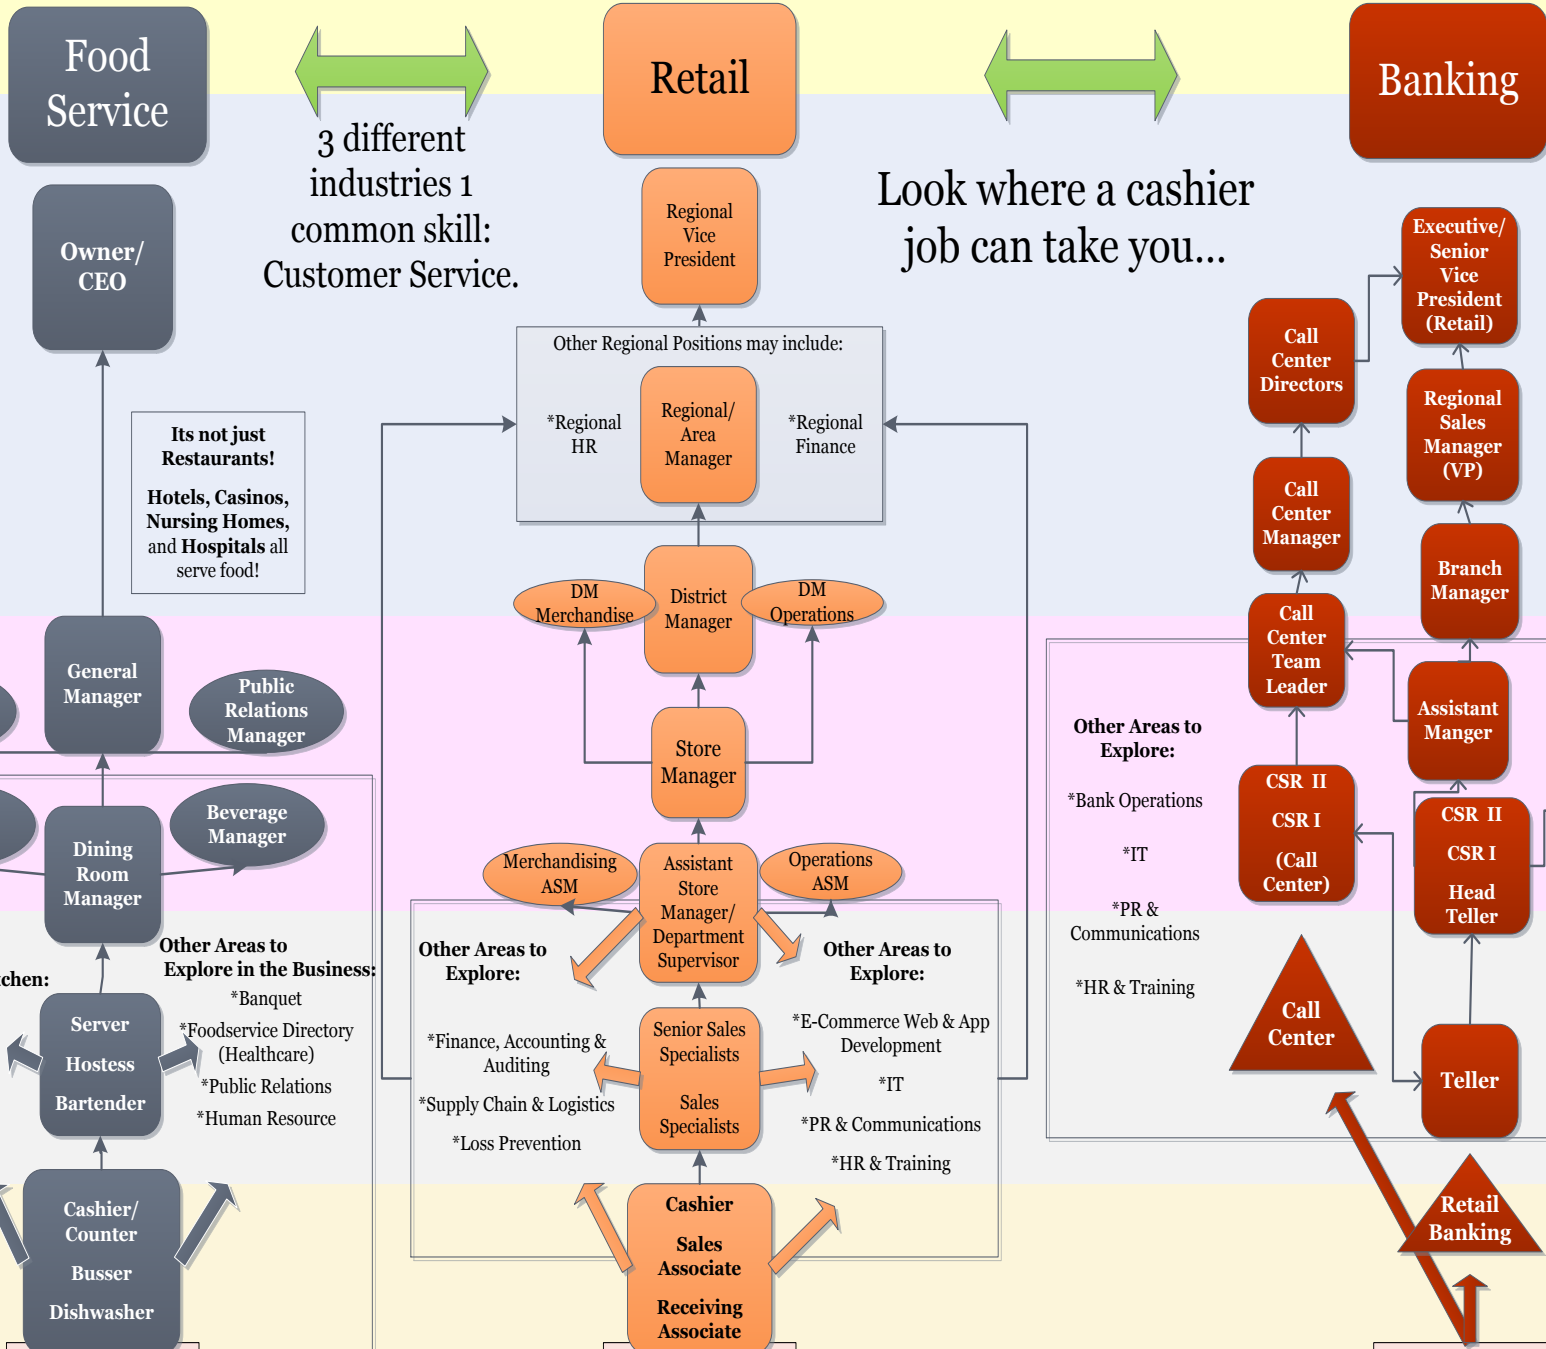 Food
Service
Retail
Banking
3 different
industries 1
common skill:
Customer Service.
Look where a cashier
job can take you...
Owner/
CEO
Its not just
Restaurants!
Hotels, Casinos,
Nursing Homes,
and Hospitals all
serve food!
General
Manager
Public
Relations
Manager
Dining
Room
Manager
Beverage
Manager
Other Areas to
Explore in the Business:
*Banquet
*Foodservice Directory
(Healthcare)
*Public Relations
*Human Resource
chen:
Server
Hostess
Bartender
Cashier/
Counter
Busser
Dishwasher
Regional
Vice
President
Other Regional Positions may include:
*Regional
HR
Regional/
Area
Manager
*Regional
Finance
DM
Merchandise
District
Manager
DM
Operations
Store
Manager
Merchandising
ASM
Assistant
Store
Manager/
Department
Supervisor
Operations
ASM
Other Areas to
Explore:
*Finance, Accounting &
Auditing
*Supply Chain & Logistics
*Loss Prevention
Senior Sales
Specialists
Sales
Specialists
Other Areas to
Explore:
*E-Commerce Web & App
Development
*IT
*PR & Communications
*HR & Training
Cashier
Sales
Associate
Receiving
Associate
Executive/
Senior
Vice
President
(Retail)
Call
Center
Directors
Regional
Sales
Manager
(VP)
Call
Center
Manager
Branch
Manager
Call
Center
Team
Leader
Assistant
Manger
Other Areas to
Explore:
*Bank Operations
*IT
*PR &
Communications
*HR & Training
CSR II
CSR I
(Call
Center)
CSR II
CSR I
Head
Teller
Call
Center
Teller
Retail
Banking